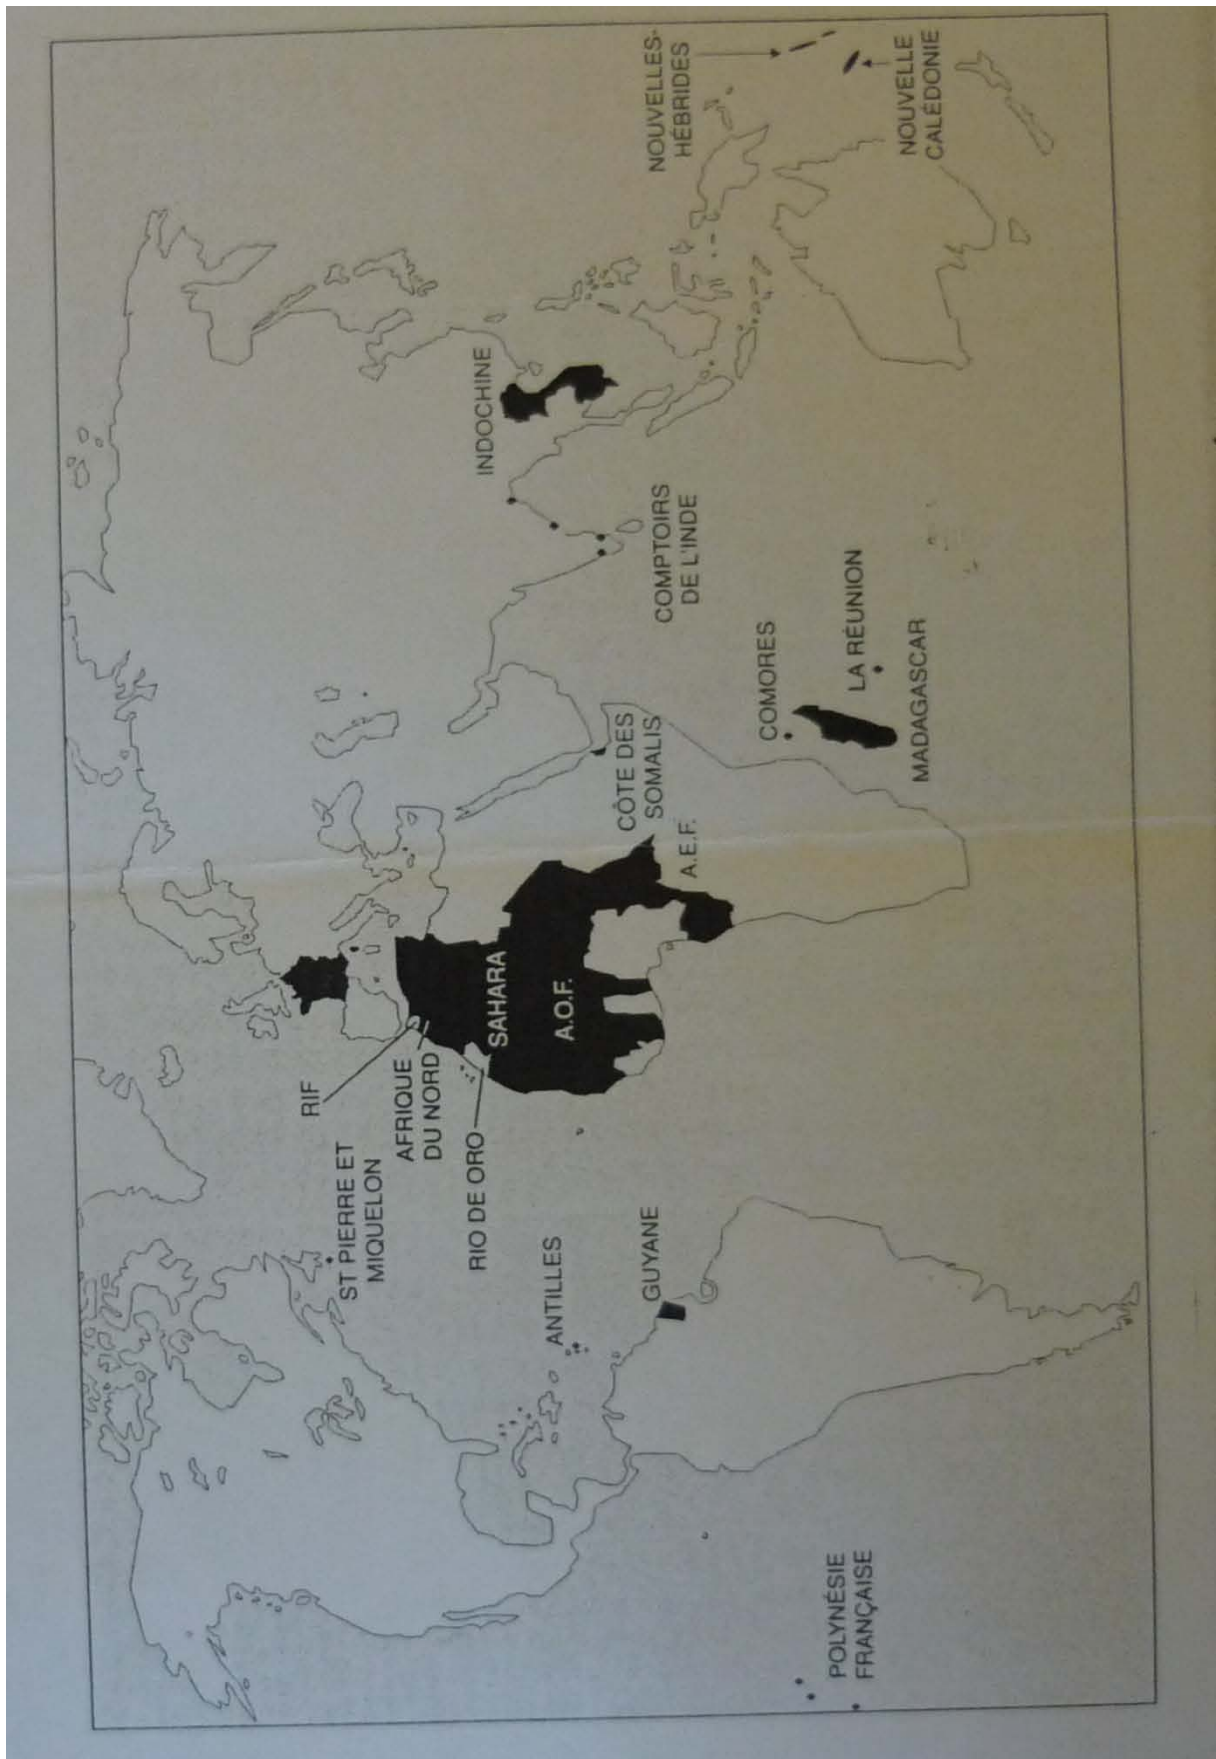 ST PIERRE ET
MIQUELON
RIF
AFRIQUE
DU NORD
RIO DE ORO
SAHARA
A.O.F.
ANTILLES
GUYANE
POLYNÉSIE
FRANÇAISE
A.E.F.
CÔTE DES
SOMALIS
COMORES
LA RÉUNION
MADAGASCAR
COMPTOIRS
DE L'INDE
INDOCHINE
NOUVELLES-
HÉBRIDES
NOUVELLE
CALÉDONIE